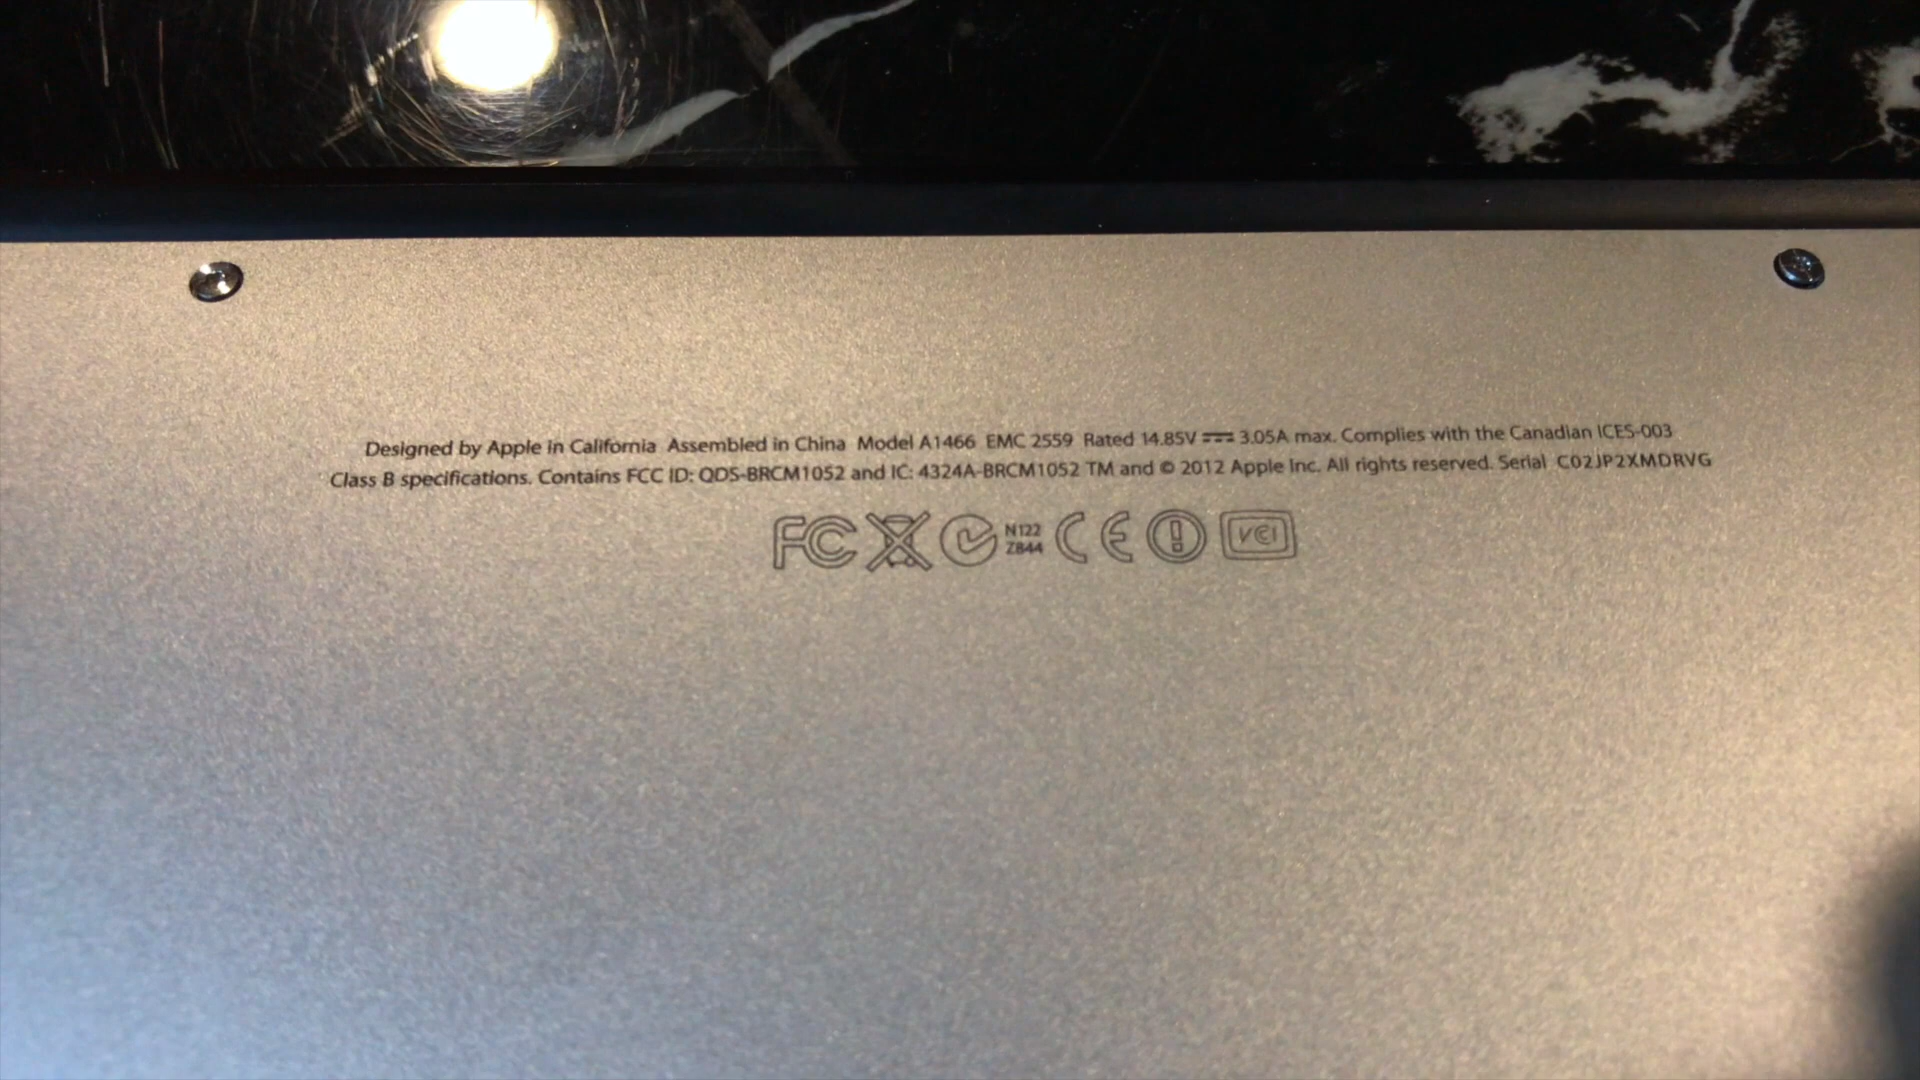 Designed by Apple in California Assembled in China Model A1466 EMC 2559 Rated 14.85V ⎓ 3.05A max. Complies with the Canadian ICES-003
Class B specifications. Contains FCC ID: QDS-BRCM1052 and IC: 4324A-BRCM1052 TM and © 2012 Apple Inc. All rights reserved. Serial C02JP2XMDRVG
FC N122 CE VCI
Z844